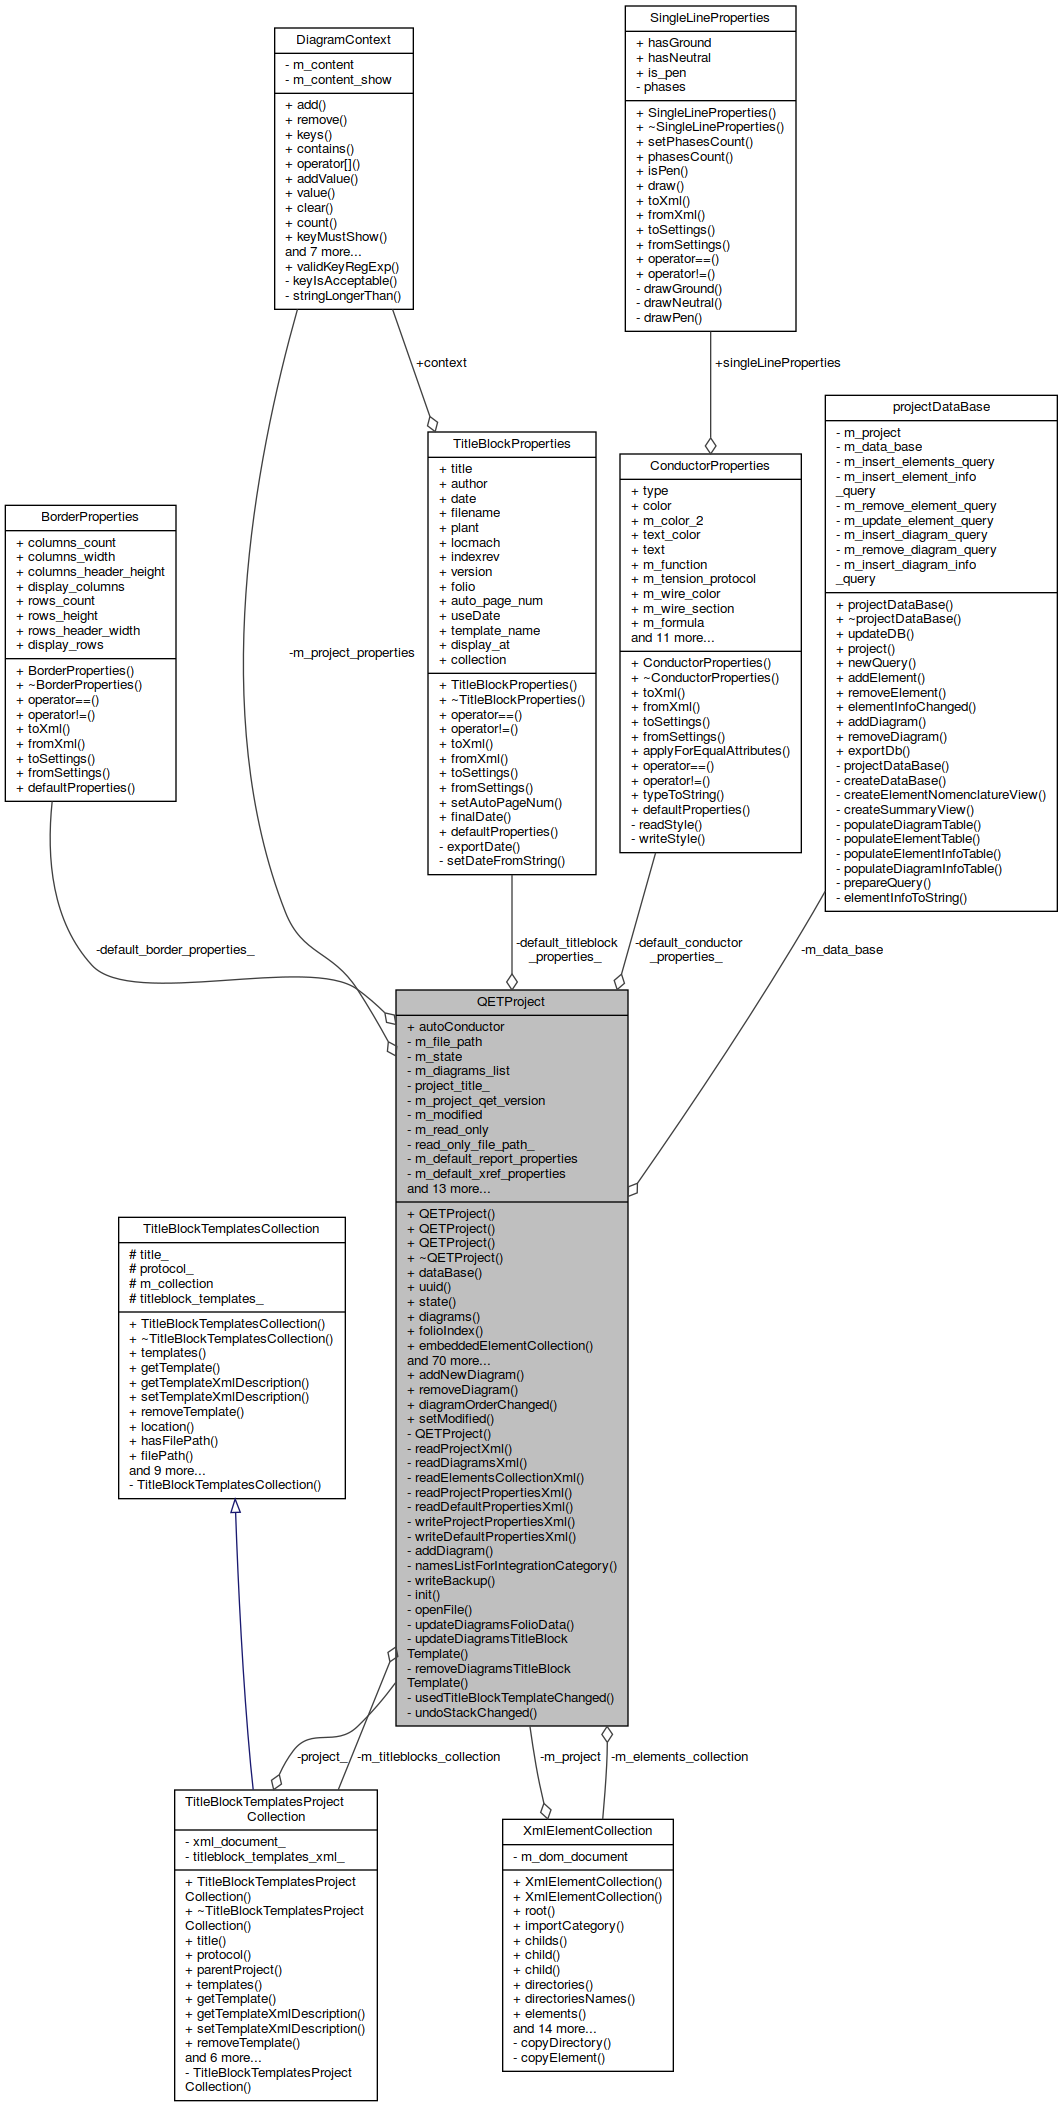 SingleLineProperties
+ hasGround
+ hasNeutral
+ is_pen
- phases
+ SingleLineProperties()
+ ~SingleLineProperties()
+ setPhasesCount()
+ phasesCount()
+ isPen()
+ draw()
+ toXml()
+ fromXml()
+ toSettings()
+ fromSettings()
+ operator==()
+ operator!=()
- drawGround()
- drawNeutral()
- drawPen()
DiagramContext
- m_content
- m_content_show
+ add()
+ remove()
+ keys()
+ contains()
+ operator[]()
+ addValue()
+ value()
+ clear()
+ count()
+ keyMustShow()
and 7 more...
+ validKeyRegExp()
- keyIsAcceptable()
- stringLongerThan()
+context
+singleLineProperties
projectDataBase
- m_project
- m_data_base
- m_insert_elements_query
- m_insert_element_info
_query
- m_remove_element_query
- m_update_element_query
- m_insert_diagram_query
- m_remove_diagram_query
- m_insert_diagram_info
_query
+ projectDataBase()
+ ~projectDataBase()
+ updateDB()
+ project()
+ newQuery()
+ addElement()
+ removeElement()
+ elementInfoChanged()
+ addDiagram()
+ removeDiagram()
+ exportDb()
- projectDataBase()
- createDataBase()
- createElementNomenclatureView()
- createSummaryView()
- populateDiagramTable()
- populateElementTable()
- populateElementInfoTable()
- populateDiagramInfoTable()
- prepareQuery()
- elementInfoToString()
TitleBlockProperties
+ title
+ author
+ date
+ filename
+ plant
+ locmach
+ indexrev
+ version
+ folio
+ auto_page_num
+ useDate
+ template_name
+ display_at
+ collection
+ TitleBlockProperties()
+ ~TitleBlockProperties()
+ operator==()
+ operator!=()
+ toXml()
+ fromXml()
+ toSettings()
+ fromSettings()
+ setAutoPageNum()
+ finalDate()
+ defaultProperties()
- exportDate()
- setDateFromString()
ConductorProperties
+ type
+ color
+ m_color_2
+ text_color
+ text
+ m_function
+ m_tension_protocol
+ m_wire_color
+ m_wire_section
+ m_formula
and 11 more...
+ ConductorProperties()
+ ~ConductorProperties()
+ toXml()
+ fromXml()
+ toSettings()
+ fromSettings()
+ applyForEqualAttributes()
+ operator==()
+ operator!=()
+ typeToString()
+ defaultProperties()
- readStyle()
- writeStyle()
BorderProperties
+ columns_count
+ columns_width
+ columns_header_height
+ display_columns
+ rows_count
+ rows_height
+ rows_header_width
+ display_rows
+ BorderProperties()
+ ~BorderProperties()
+ operator==()
+ operator!=()
+ toXml()
+ fromXml()
+ toSettings()
+ fromSettings()
+ defaultProperties()
-m_project_properties
-default_border_properties_
-default_titleblock
_properties_
-default_conductor
_properties_
-m_data_base
QETProject
+ autoConductor
- m_file_path
- m_state
- m_diagrams_list
- project_title_
- m_project_qet_version
- m_modified
- m_read_only
- read_only_file_path_
- m_default_report_properties
- m_default_xref_properties
and 13 more...
+ QETProject()
+ QETProject()
+ QETProject()
+ ~QETProject()
+ dataBase()
+ uuid()
+ state()
+ diagrams()
+ folioIndex()
+ embeddedElementCollection()
and 70 more...
+ addNewDiagram()
+ removeDiagram()
+ diagramOrderChanged()
+ setModified()
- QETProject()
- readProjectXml()
- readDiagramsXml()
- readElementsCollectionXml()
- readProjectPropertiesXml()
- readDefaultPropertiesXml()
- writeProjectPropertiesXml()
- writeDefaultPropertiesXml()
- addDiagram()
- namesListForIntegrationCategory()
- writeBackup()
- init()
- openFile()
- updateDiagramsFolioData()
- updateDiagramsTitleBlock
Template()
- removeDiagramsTitleBlock
Template()
- usedTitleBlockTemplateChanged()
- undoStackChanged()
TitleBlockTemplatesCollection
# title_
# protocol_
# m_collection
# titleblock_templates_
+ TitleBlockTemplatesCollection()
+ ~TitleBlockTemplatesCollection()
+ templates()
+ getTemplate()
+ getTemplateXmlDescription()
+ setTemplateXmlDescription()
+ removeTemplate()
+ location()
+ hasFilePath()
+ filePath()
and 9 more...
- TitleBlockTemplatesCollection()
-project_
-m_titleblocks_collection
-m_project
-m_elements_collection
TitleBlockTemplatesProject
Collection
- xml_document_
- titleblock_templates_xml_
+ TitleBlockTemplatesProject
Collection()
+ ~TitleBlockTemplatesProject
Collection()
+ title()
+ protocol()
+ parentProject()
+ templates()
+ getTemplate()
+ getTemplateXmlDescription()
+ setTemplateXmlDescription()
+ removeTemplate()
and 6 more...
- TitleBlockTemplatesProject
Collection()
XmlElementCollection
- m_dom_document
+ XmlElementCollection()
+ XmlElementCollection()
+ root()
+ importCategory()
+ childs()
+ child()
+ child()
+ directories()
+ directoriesNames()
+ elements()
and 14 more...
- copyDirectory()
- copyElement()